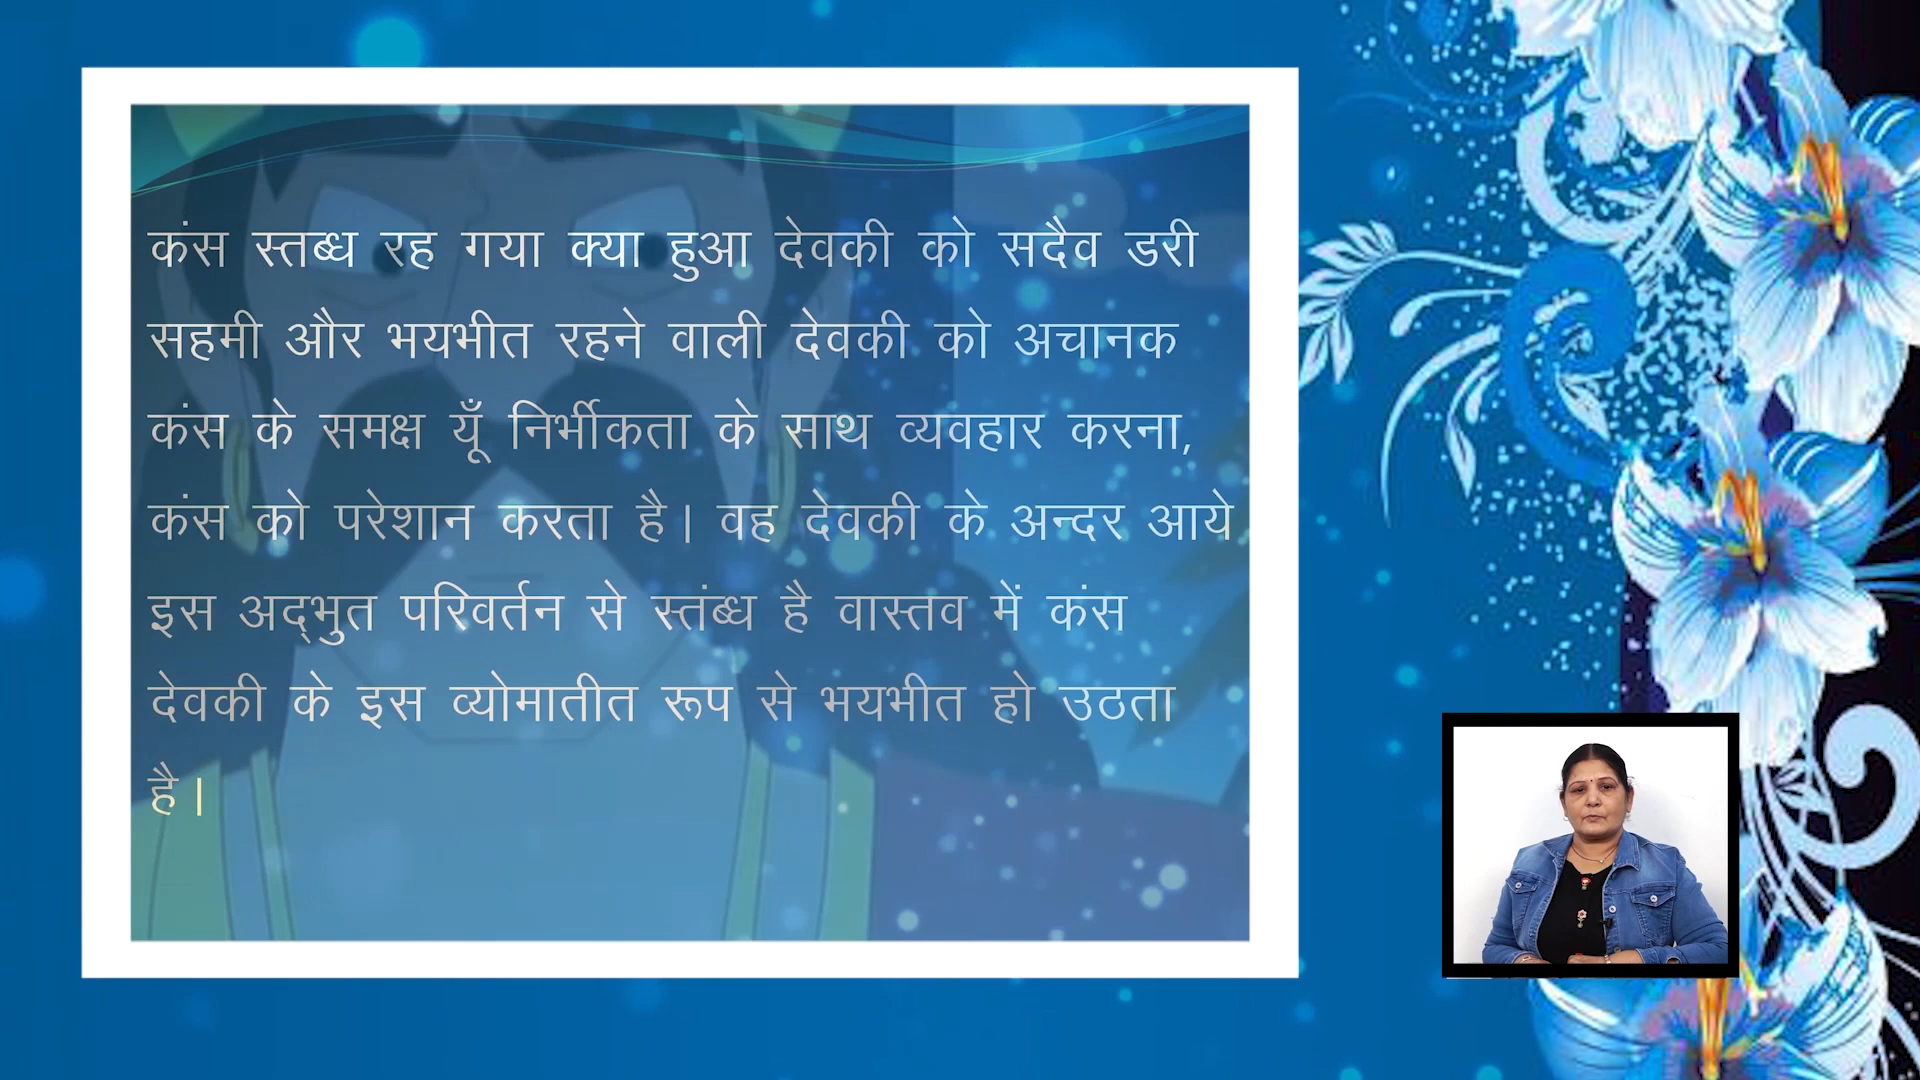 कंस स्तब्ध रह गया क्या हुआ देवकी को सदैव डरी
सहमी और भयभीत रहने वाली देवकी को अचानक
कंस के समक्ष यूँ निर्भीकता के साथ व्यवहार करना,
कंस को परेशान करता है। वह देवकी के अन्दर आये
इस अद्‌भुत परिवर्तन से स्तंब्ध है वास्तव में कंस
देवकी के इस व्योमातीत रूप से भयभीत हो उठता
है।